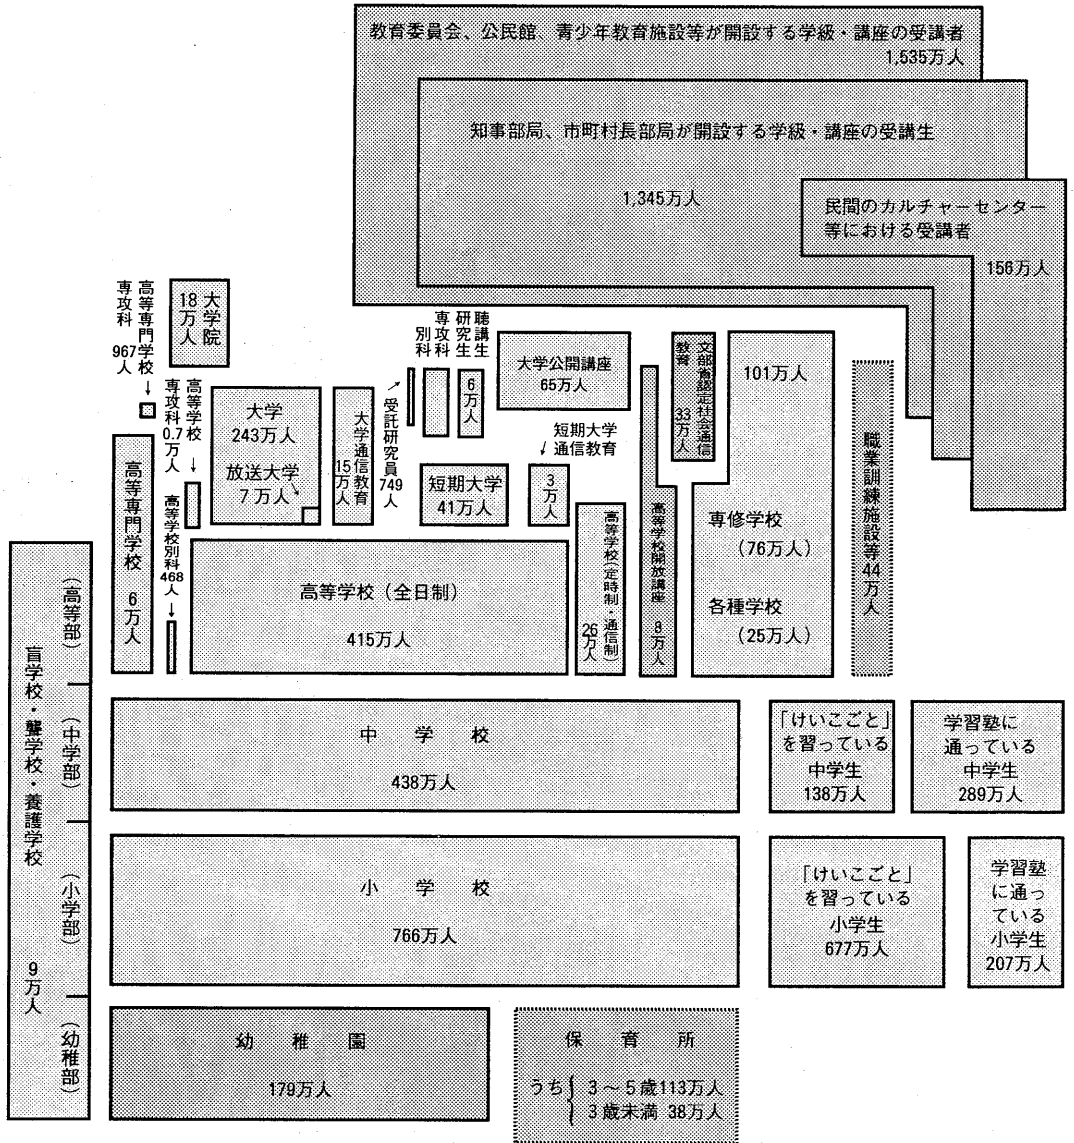 教育委員会、公民館、青少年教育施設等が開設する学級・講座の受講者
1,535万人
知事部局、市町村長部局が開設する学級・講座の受講生
1,345万人
民間のカルチャーセンター
等における受講者
156万人
高等専門学校
専攻科
967人
↓
大学院
18万人
高等学校
専攻科0.7万人
↓
大学
243万人
放送大学
7万人
大学通信教育
15万人
受託研究員749人
専攻科
別科
聴講生
研究生
6万人
大学公開講座
65万人
短期大学
通信教育
3万人
短期大学
41万人
文部省認定社会通信
教育
33万人
101万人
専修学校
(76万人)
各種学校
(25万人)
職業訓練施設等44万人
高等専門学校 6万人
高等学校別科468人
↓
高等学校(全日制)
415万人
高等学校(定時制・通信制)
26万人
高等学校開放講座 8万人
盲学校・聾学校・養護学校 9万人
(高等部)
(中学部)
(小学部)
(幼稚部)
中学校
438万人
「けいこごと」
を習っている
中学生
138万人
学習塾に
通っている
中学生
289万人
小学校
766万人
「けいこごと」
を習っている
小学生
677万人
学習塾
に通っ
ている
小学生
207万人
幼稚園
179万人
保育所
うち{ 3~5歳113万人
3歳未満 38万人